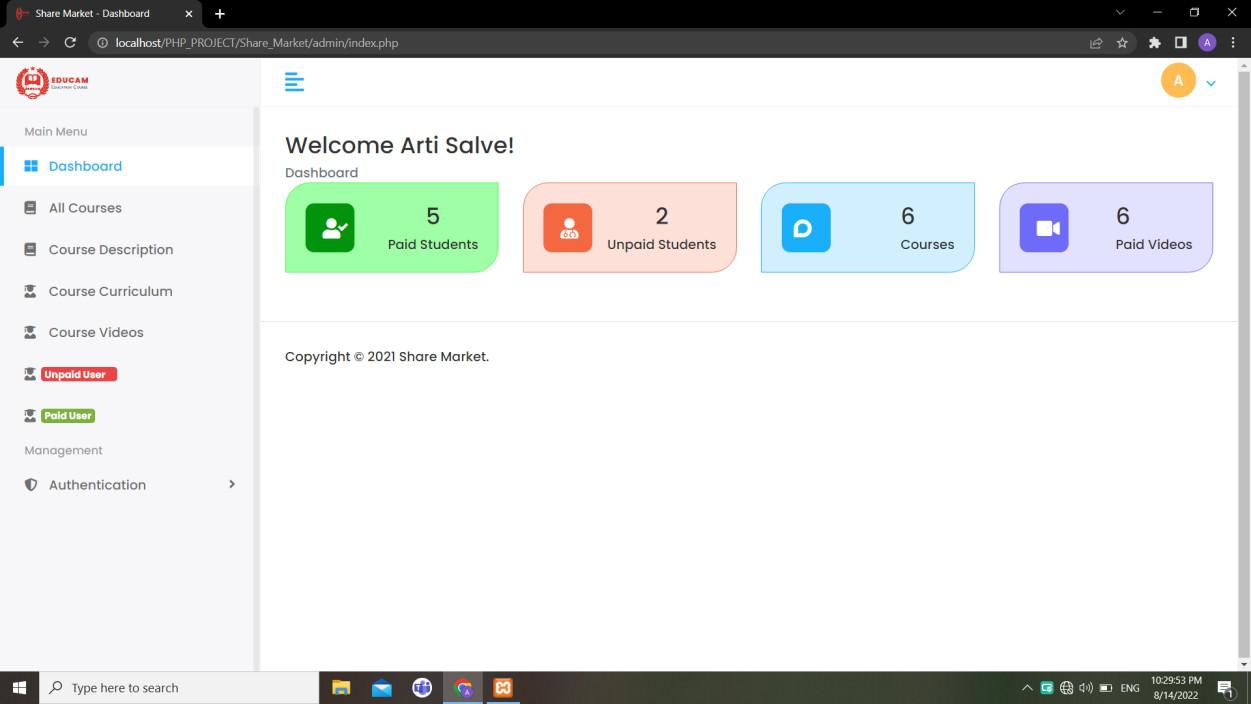 Share Market - Dashboard
localhost/PHP_PROJECT/Share_Market/admin/index.php
A
EDUCAM
A
Main Menu
Dashboard
All Courses
Course Description
Course Curriculum
Course Videos
Unpaid User
Paid User
Management
Authentication
Welcome Arti Salve!
Dashboard
5
Paid Students
2
Unpaid Students
6
Courses
6
Paid Videos
Copyright © 2021 Share Market.
Type here to search
ENG
10:29:53 PM
8/14/2022
1